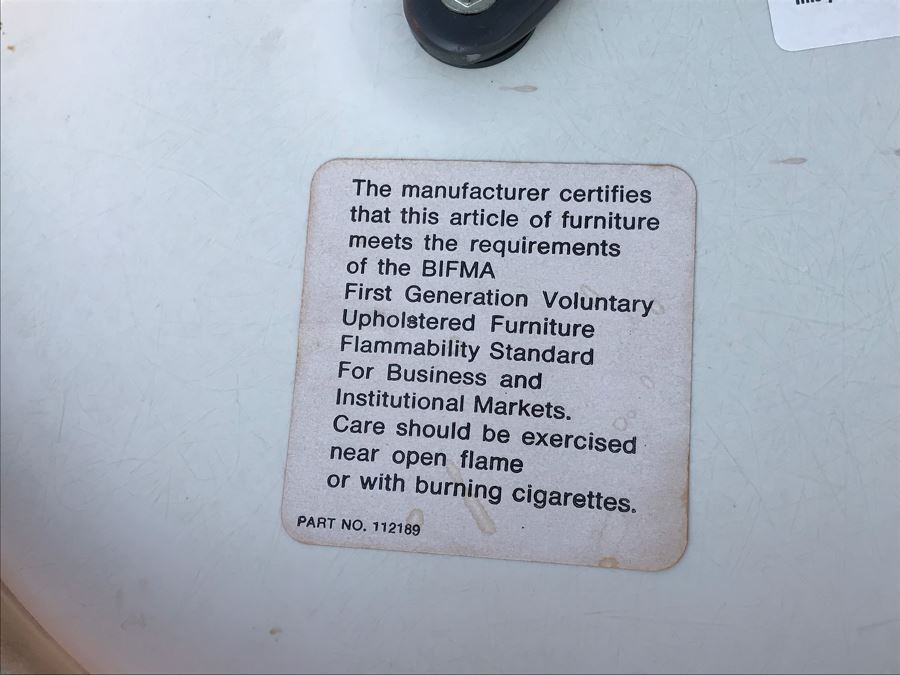 The manufacturer certifies
that this article of furniture
meets the requirements
of the BIFMA
First Generation Voluntary
Upholstered Furniture
Flammability Standard
For Business and
Institutional Markets.
Care should be exercised
near open flame
or with burning cigarettes.
PART NO. 112189